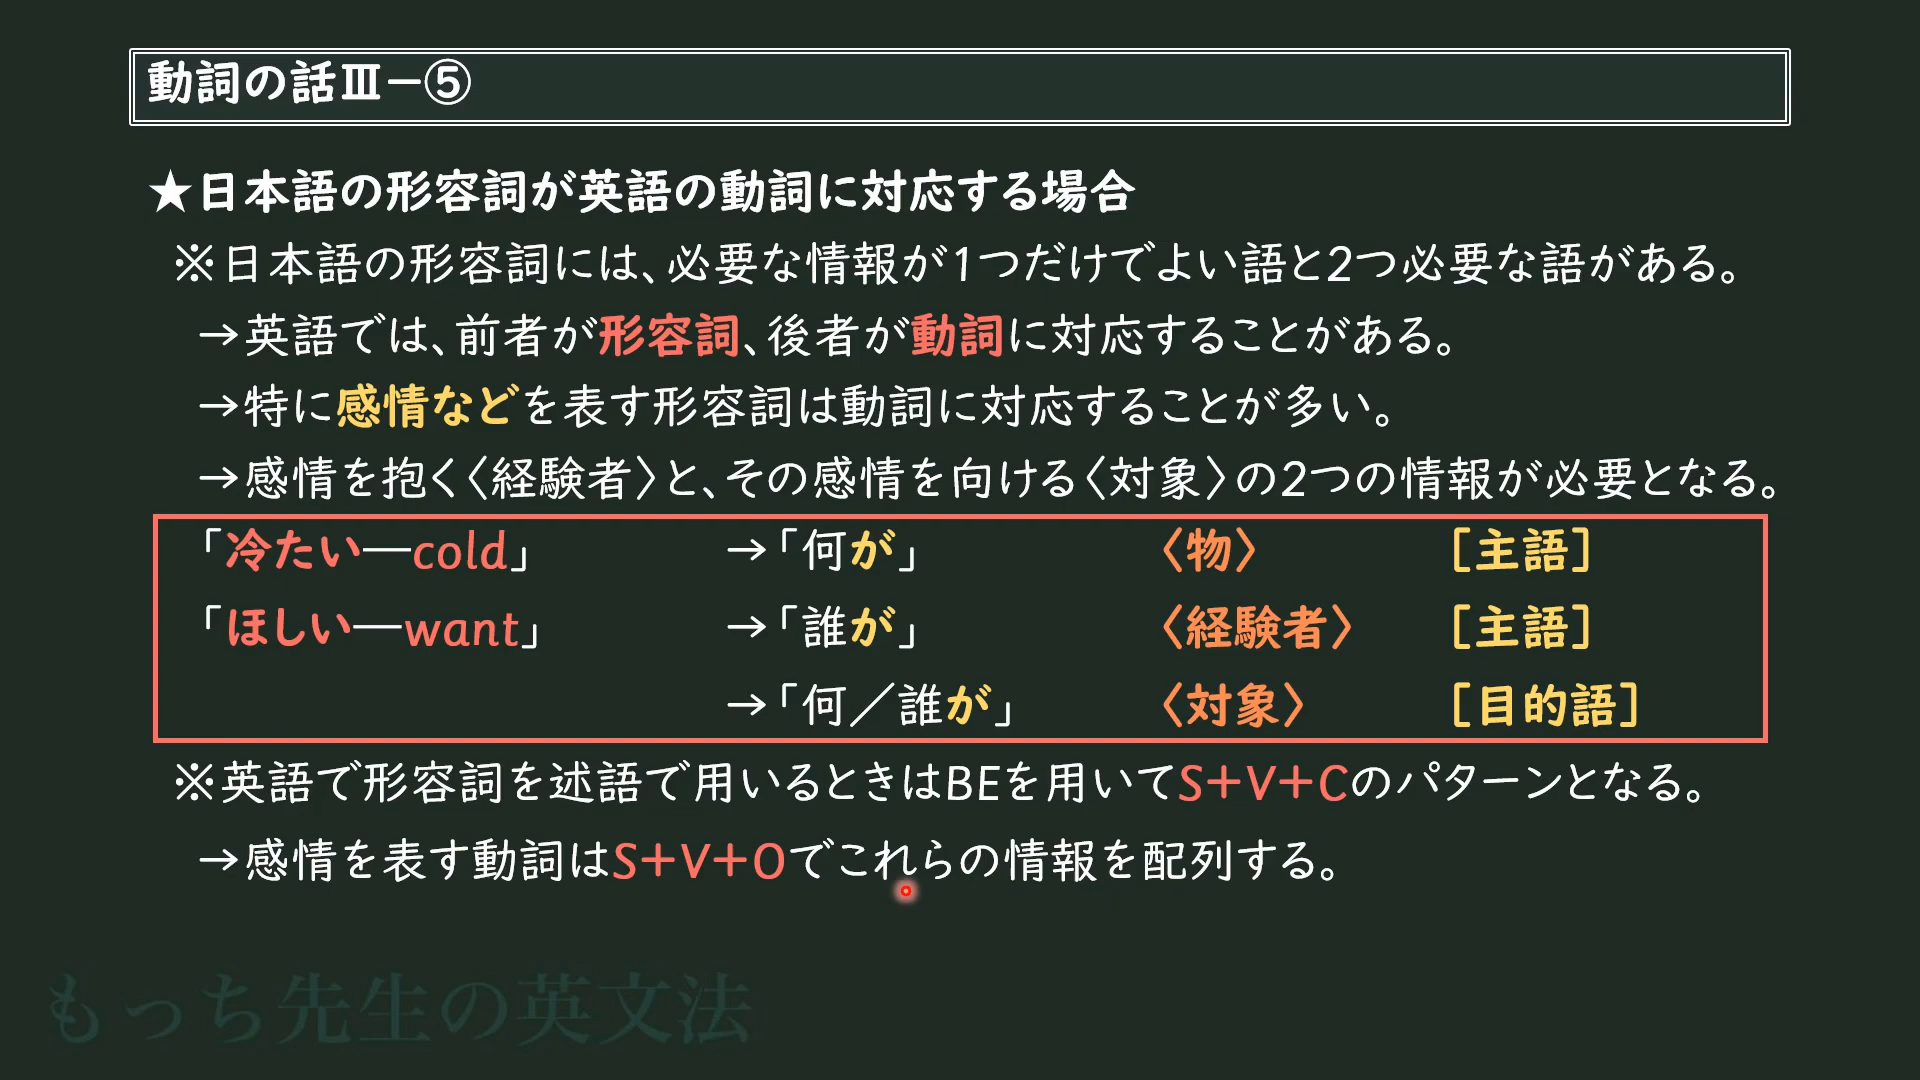 動詞の話Ⅲ－⑤
★日本語の形容詞が英語の動詞に対応する場合
※日本語の形容詞には、必要な情報が1つだけでよい語と2つ必要な語がある。
→英語では、前者が形容詞、後者が動詞に対応することがある。
→特に感情などを表す形容詞は動詞に対応することが多い。
→感情を抱く〈経験者〉と、その感情を向ける〈対象〉の2つの情報が必要となる。
「冷たい―cold」 →「何が」 〈物〉 [主語]
「ほしい―want」 →「誰が」 〈経験者〉 [主語]
→「何／誰が」 〈対象〉 [目的語]
※英語で形容詞を述語で用いるときはBEを用いてS＋V＋Cのパターンとなる。
→感情を表す動詞はS＋V＋Oでこれらの情報を配列する。
もっち先生の英文法